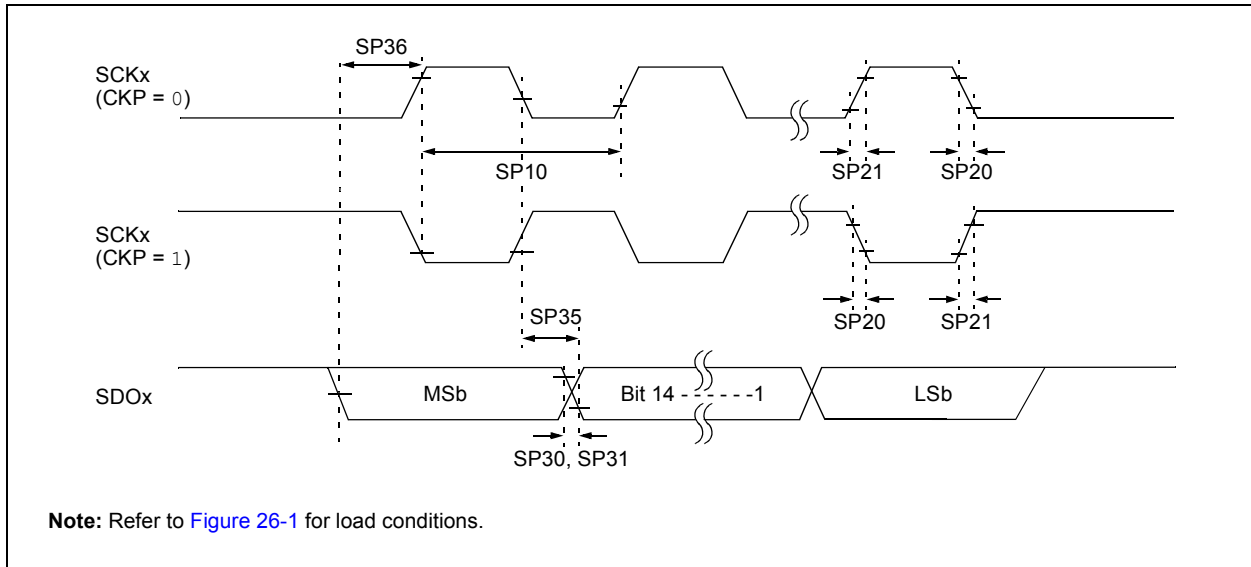 SP36
SCKx
(CKP = 0)
SP10
SP21
SP20
SCKx
(CKP = 1)
SP35
SP20
SP21
SDOx
MSb
Bit 14 - - - - - -1
LSb
SP30, SP31
Note: Refer to Figure 26-1 for load conditions.